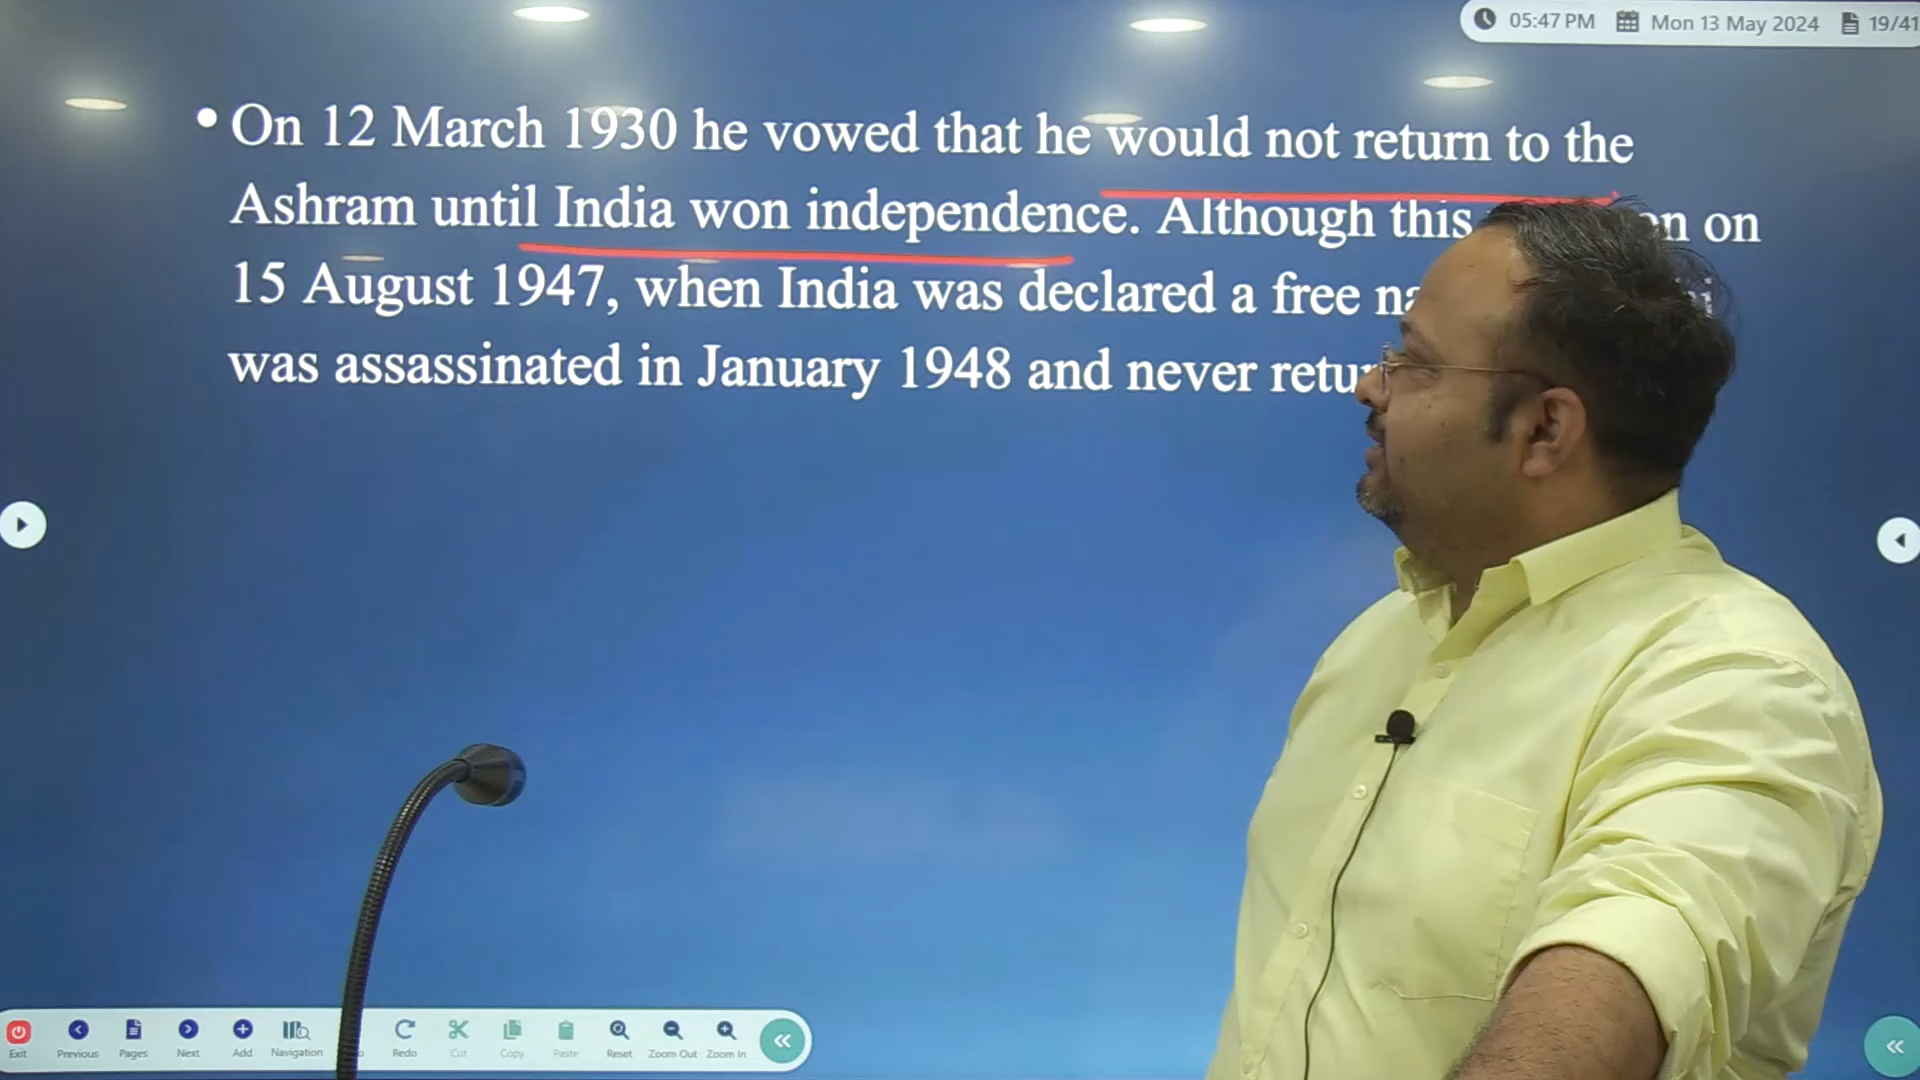 05:47 PM Mon 13 May 2024 19/41
• On 12 March 1930 he vowed that he would not return to the
Ashram until India won independence. Although this on
15 August 1947, when India was declared a free
was assassinated in January 1948 and never
Exit Previous Pages Next Add Navigation Redo Cut Copy Paste Reset Zoom Out Zoom In